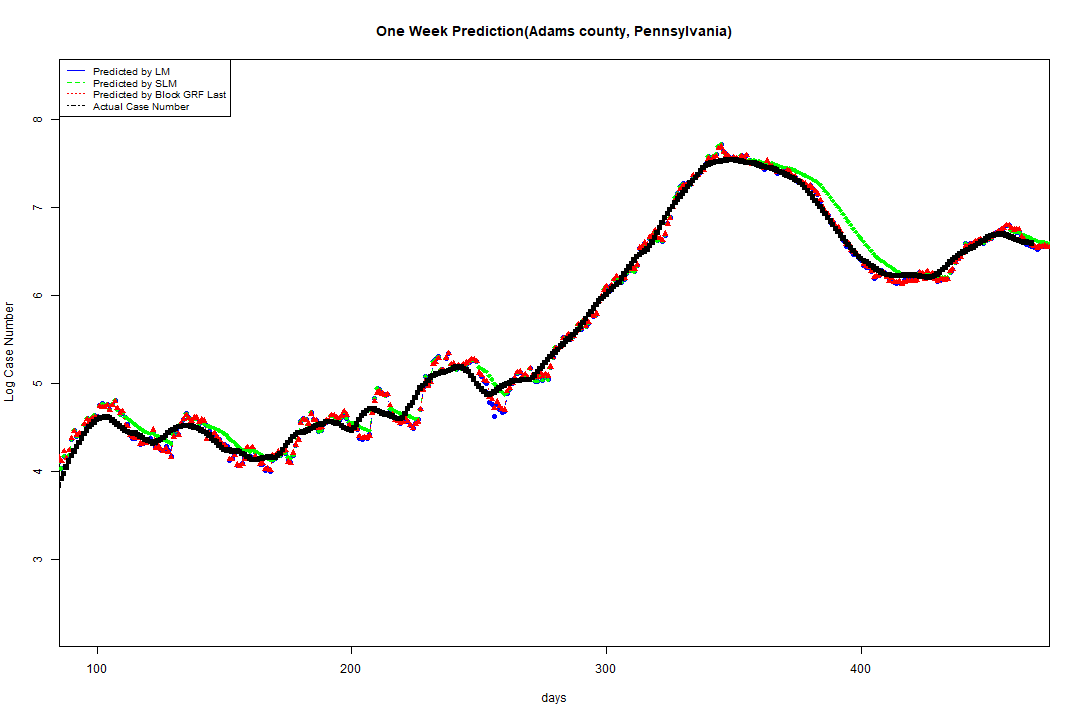 One Week Prediction(Adams county, Pennsylvania)
Predicted by LM
Predicted by SLM
Predicted by Block GRF Last
Actual Case Number
Log Case Number
8
7
6
5
4
3
100 200 300 400
days